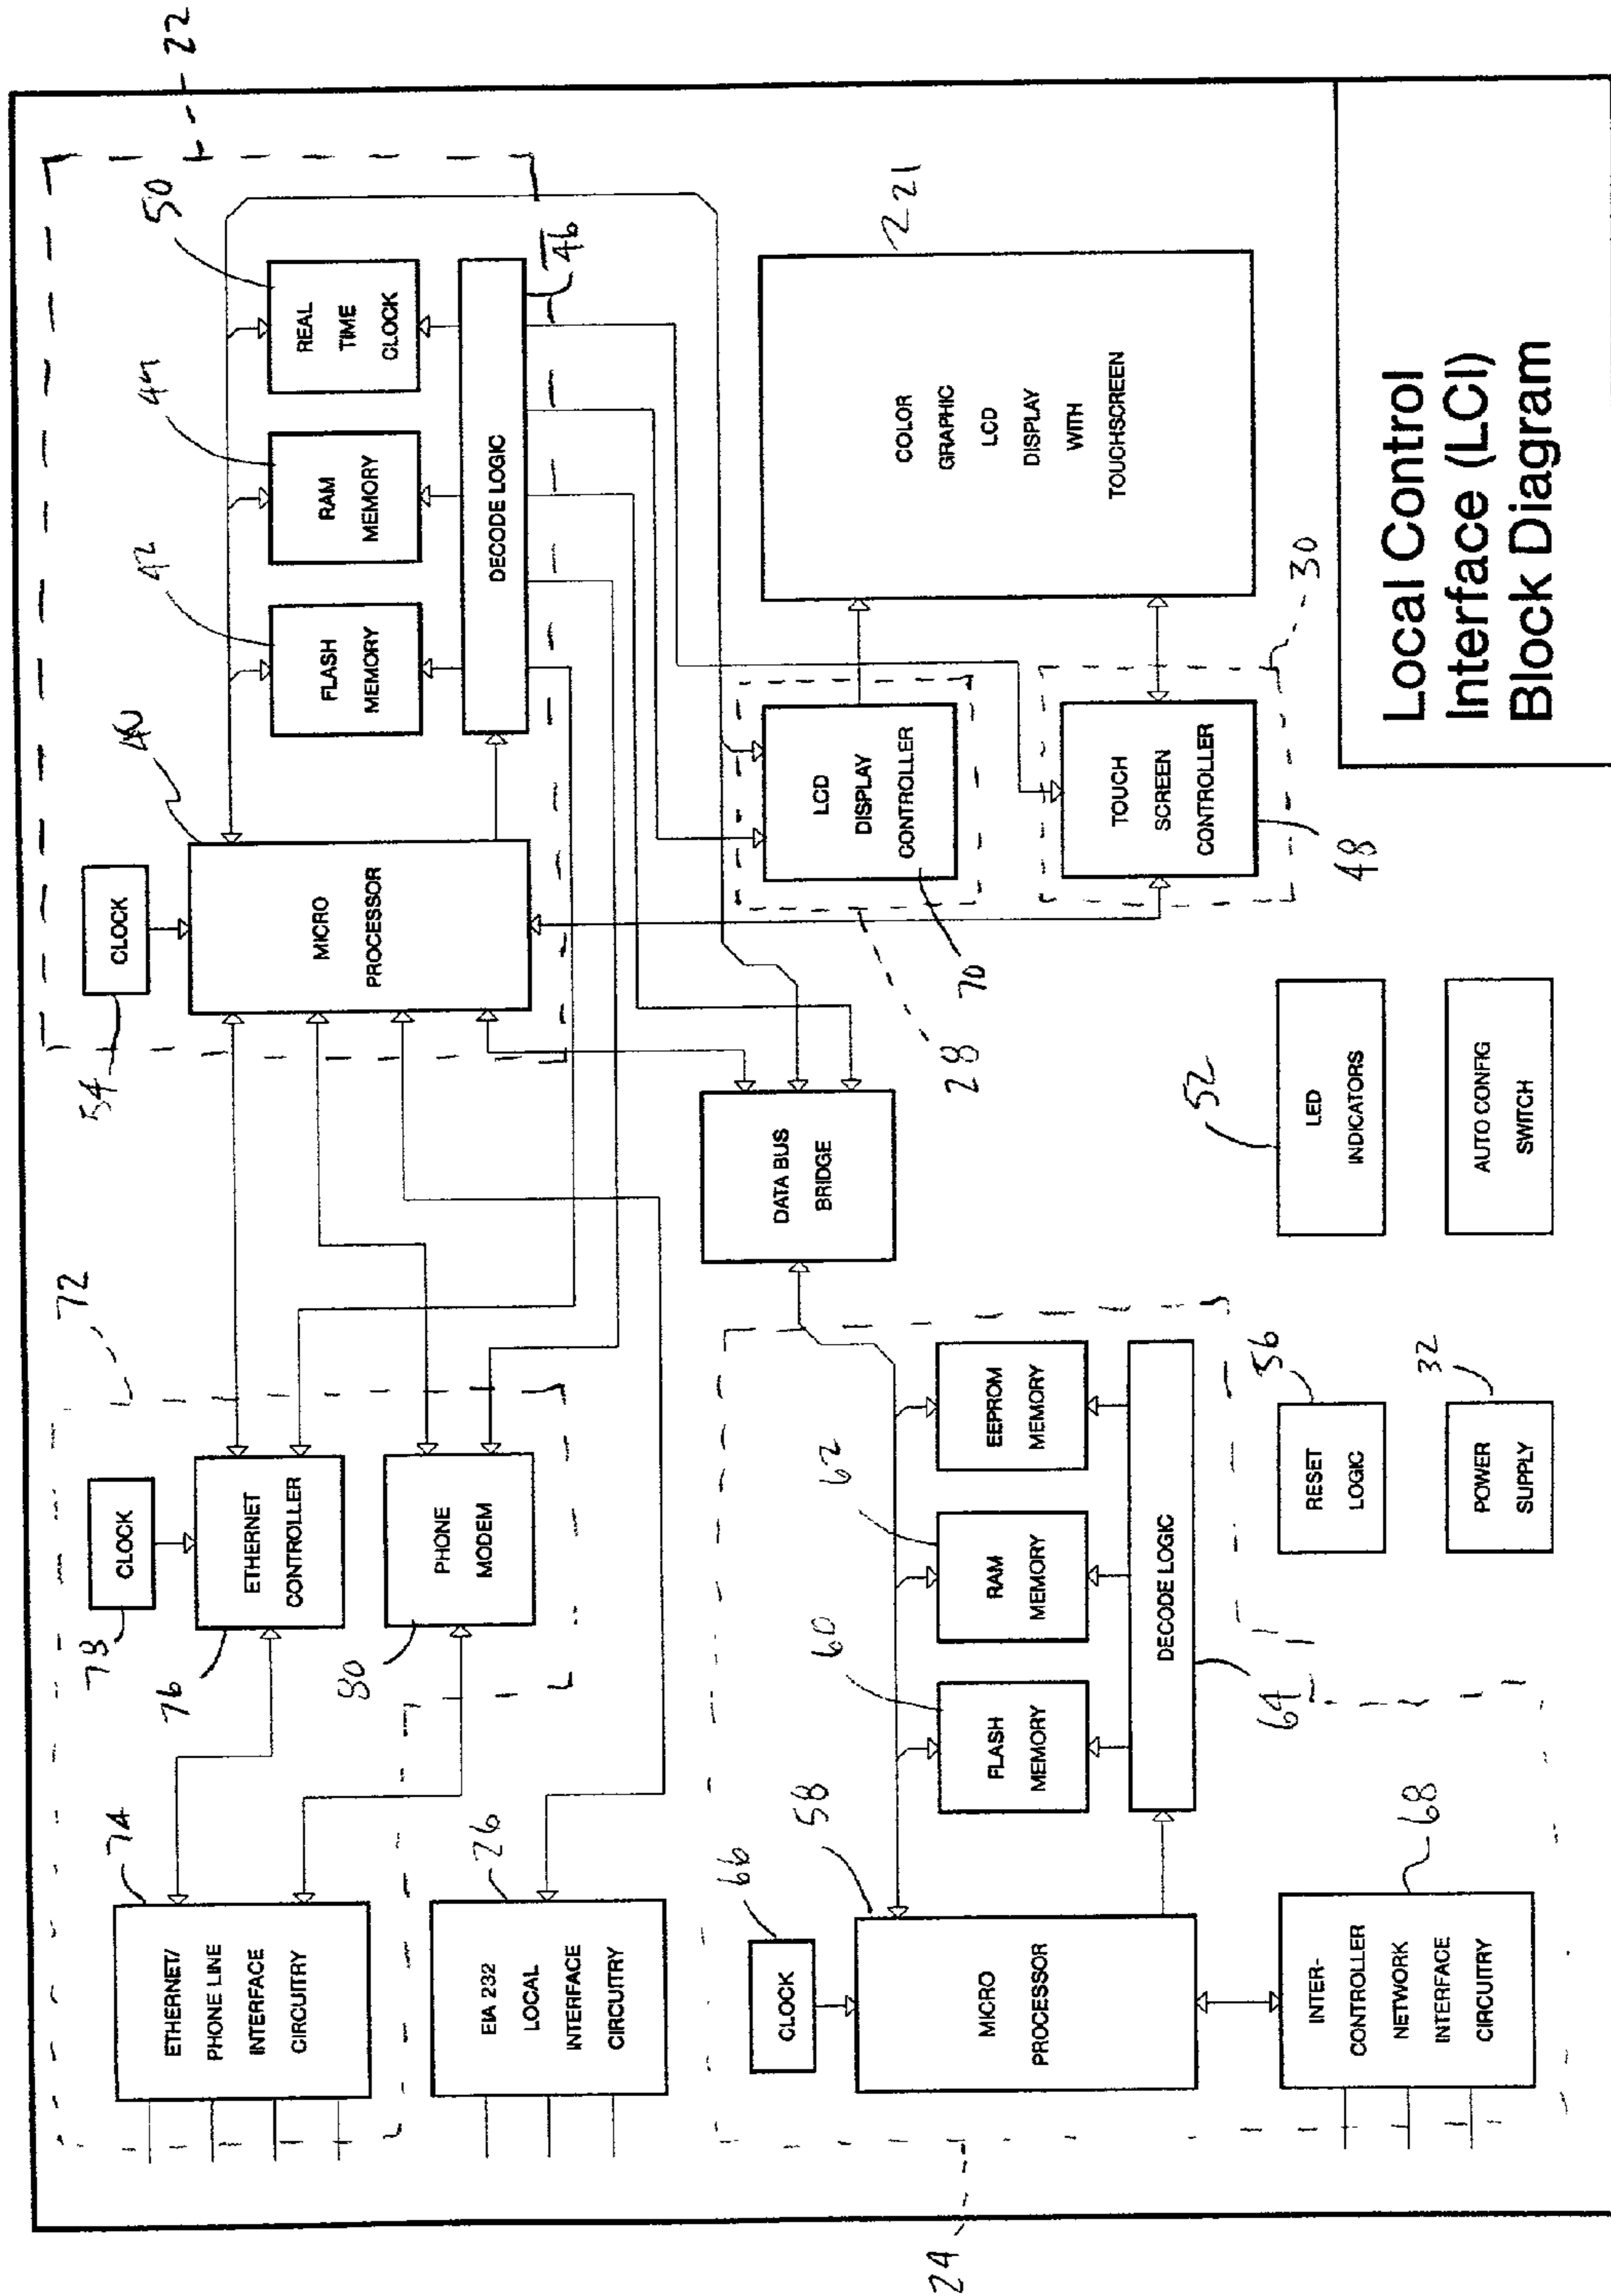 22
54
CLOCK
40
MICRO
PROCESSOR
42
FLASH
MEMORY
44
RAM
MEMORY
50
REAL
TIME
CLOCK
DECODE LOGIC
46
72
78
CLOCK
76
ETHERNET
CONTROLLER
80
PHONE
MODEM
74
ETHERNET/
PHONE LINE
INTERFACE
CIRCUITRY
26
EIA 232
LOCAL
INTERFACE
CIRCUITRY
DATA BUS
BRIDGE
28
LCD
DISPLAY
CONTROLLER
70
21
COLOR
GRAPHIC
LCD
DISPLAY
WITH
TOUCHSCREEN
30
TOUCH
SCREEN
CONTROLLER
48
24
66
CLOCK
58
MICRO
PROCESSOR
60
FLASH
MEMORY
62
RAM
MEMORY
EEPROM
MEMORY
DECODE LOGIC
64
68
INTER-
CONTROLLER
NETWORK
INTERFACE
CIRCUITRY
56
RESET
LOGIC
52
LED
INDICATORS
32
POWER
SUPPLY
AUTO CONFIG
SWITCH
Local Control
Interface (LCI)
Block Diagram